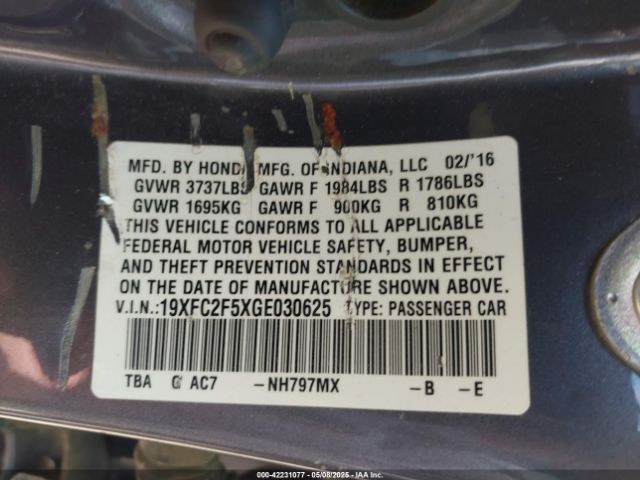 MFD. BY HONDA MFG. OF INDIANA, LLC 02/'16
GVWR 3737LBS GAWR F 1984LBS R 1786LBS
GVWR 1695KG GAWR F 900KG R 810KG
THIS VEHICLE CONFORMS TO ALL APPLICABLE
FEDERAL MOTOR VEHICLE SAFETY, BUMPER,
AND THEFT PREVENTION STANDARDS IN EFFECT
ON THE DATE OF MANUFACTURE SHOWN ABOVE.
V.I.N.:19XFC2F5XGE030625 TYPE: PASSENGER CAR
TBA AC7 -NH797MX -B -E
000-42231077 — 05/08/2025 — IAAI.COM